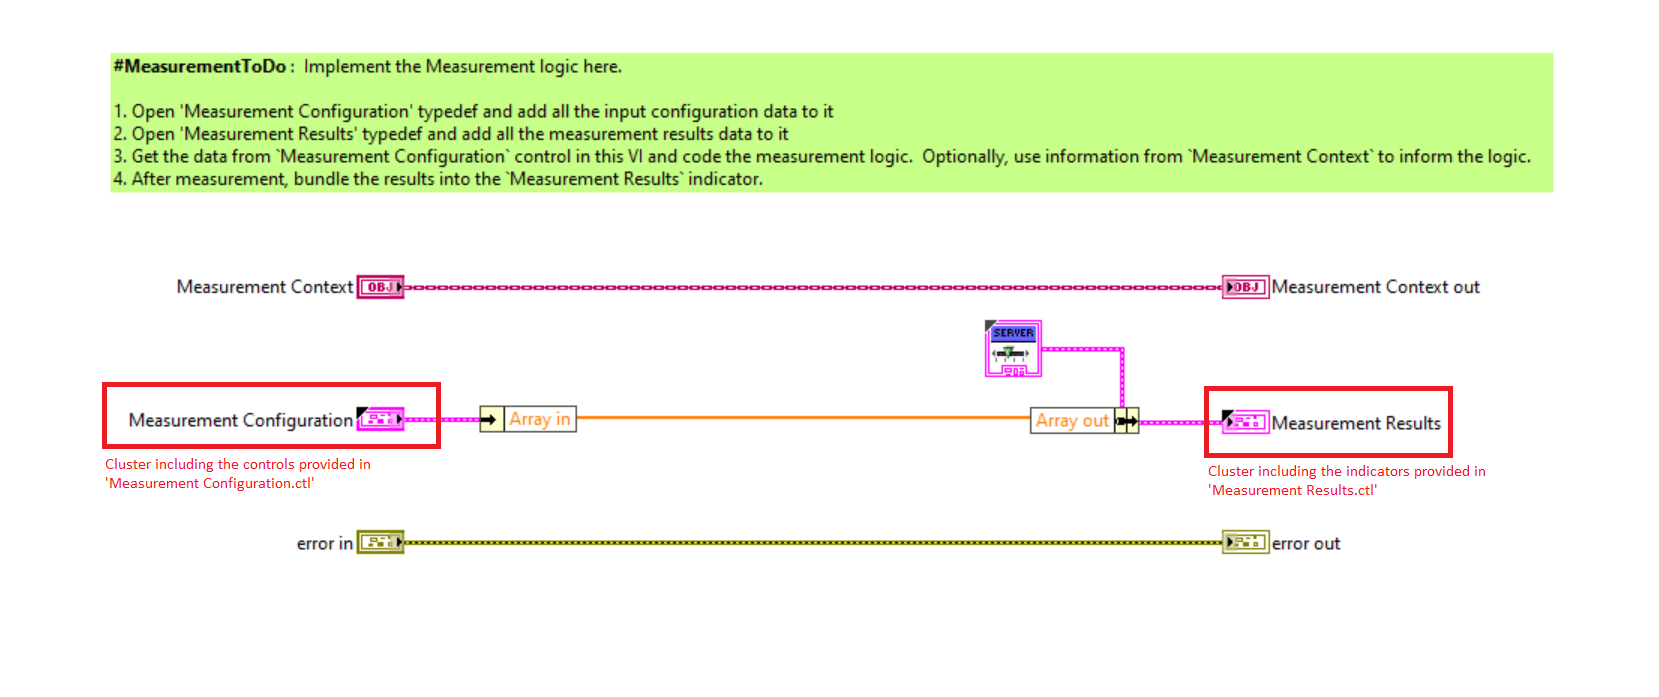 #MeasurementToDo :  Implement the Measurement logic here.
1. Open 'Measurement Configuration' typedef and add all the input configuration data to it
2. Open 'Measurement Results' typedef and add all the measurement results data to it
3. Get the data from `Measurement Configuration` control in this VI and code the measurement logic.  Optionally, use information from `Measurement Context` to inform the logic.
4. After measurement, bundle the results into the `Measurement Results` indicator.
Measurement Context OBJ OBJ Measurement Context out
SERVER
Measurement Configuration Array in Array out Measurement Results
Cluster including the controls provided in
'Measurement Configuration.ctl'
Cluster including the indicators provided in
'Measurement Results.ctl'
error in error out